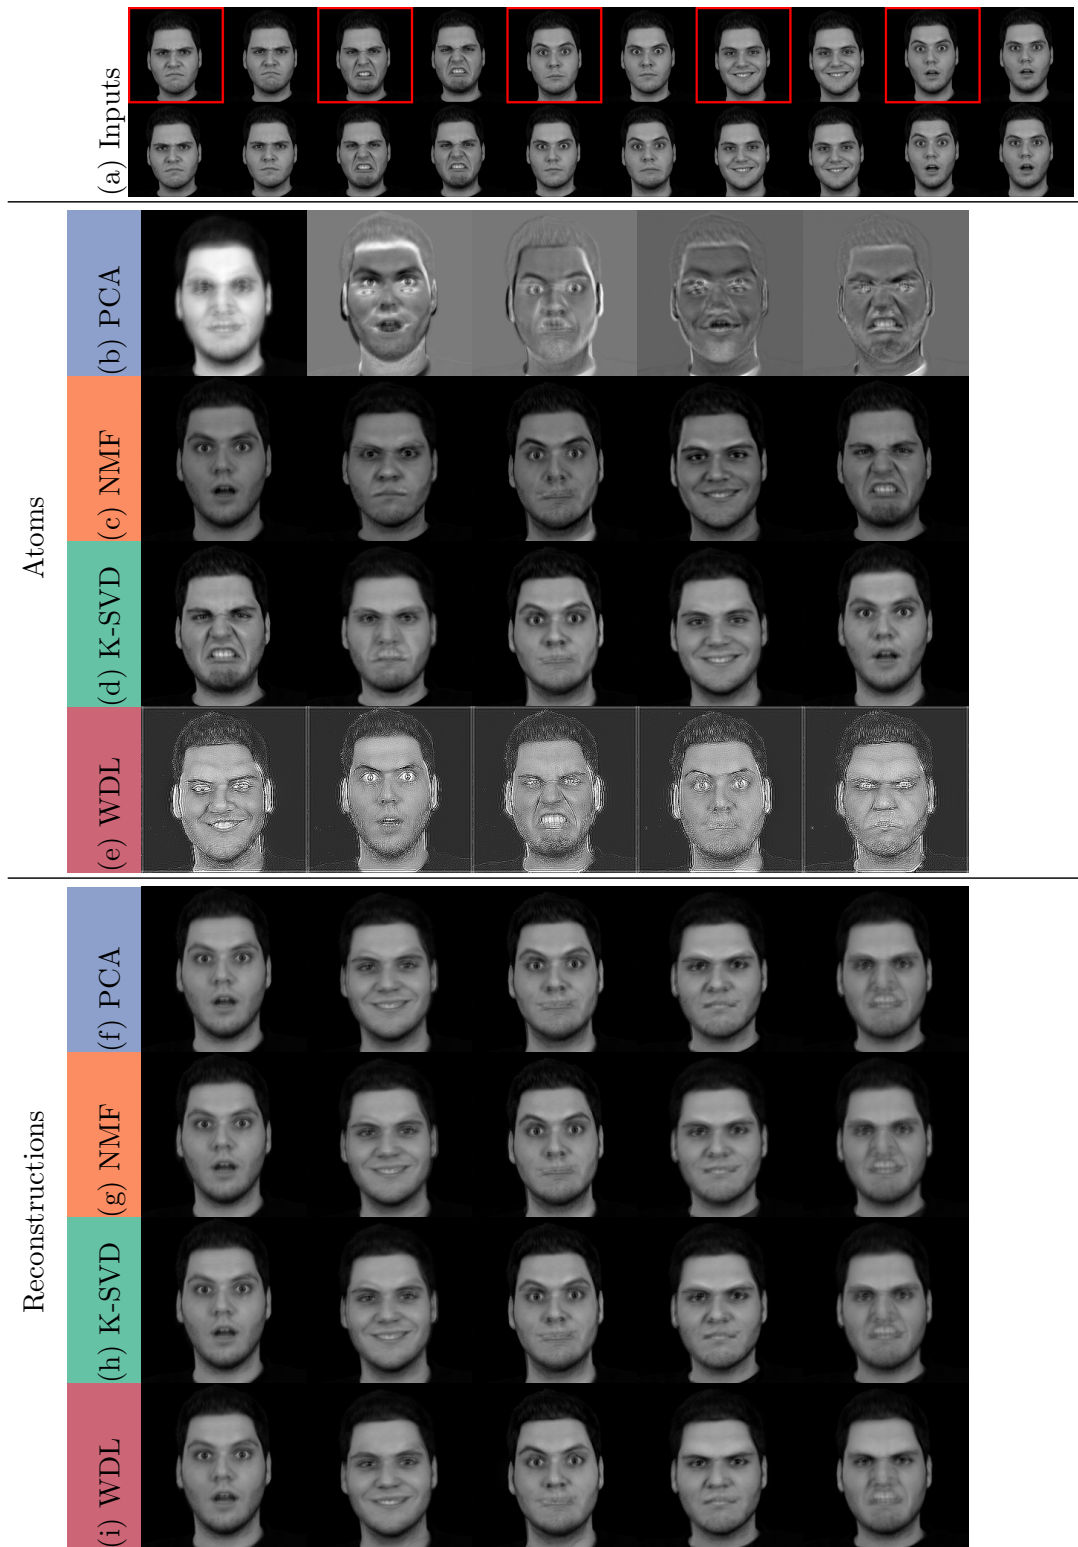 (a) Inputs
Atoms
(b) PCA
(c) NMF
(d) K-SVD
(e) WDL
Reconstructions
(f) PCA
(g) NMF
(h) K-SVD
(i) WDL